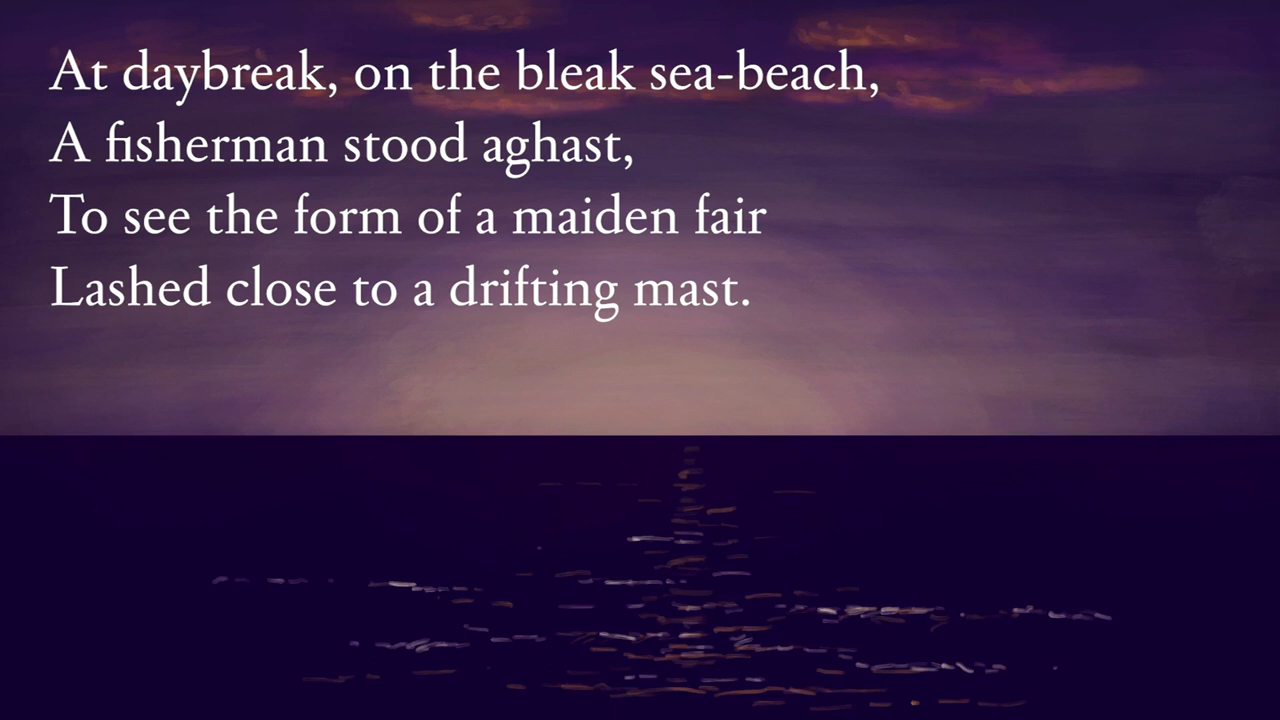 At daybreak, on the bleak sea-beach,
A fisherman stood aghast,
To see the form of a maiden fair
Lashed close to a drifting mast.